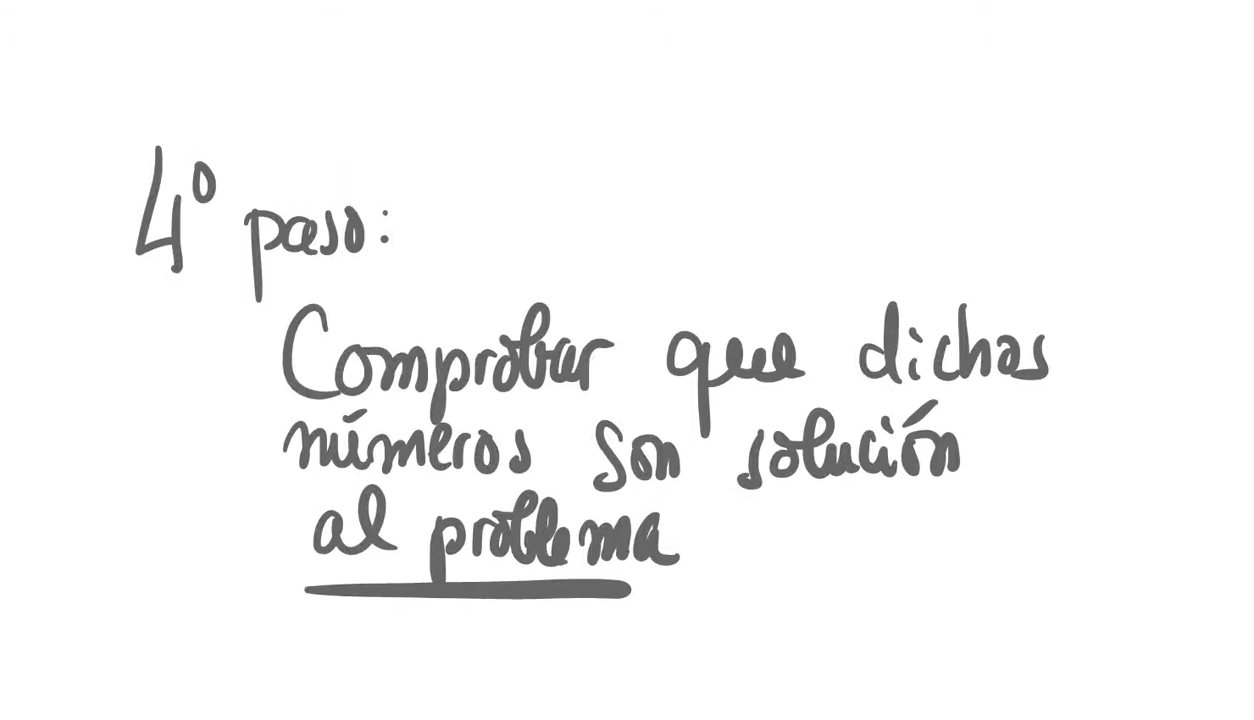 4º paso:
Comprobar que dichos
números son solución
al problema